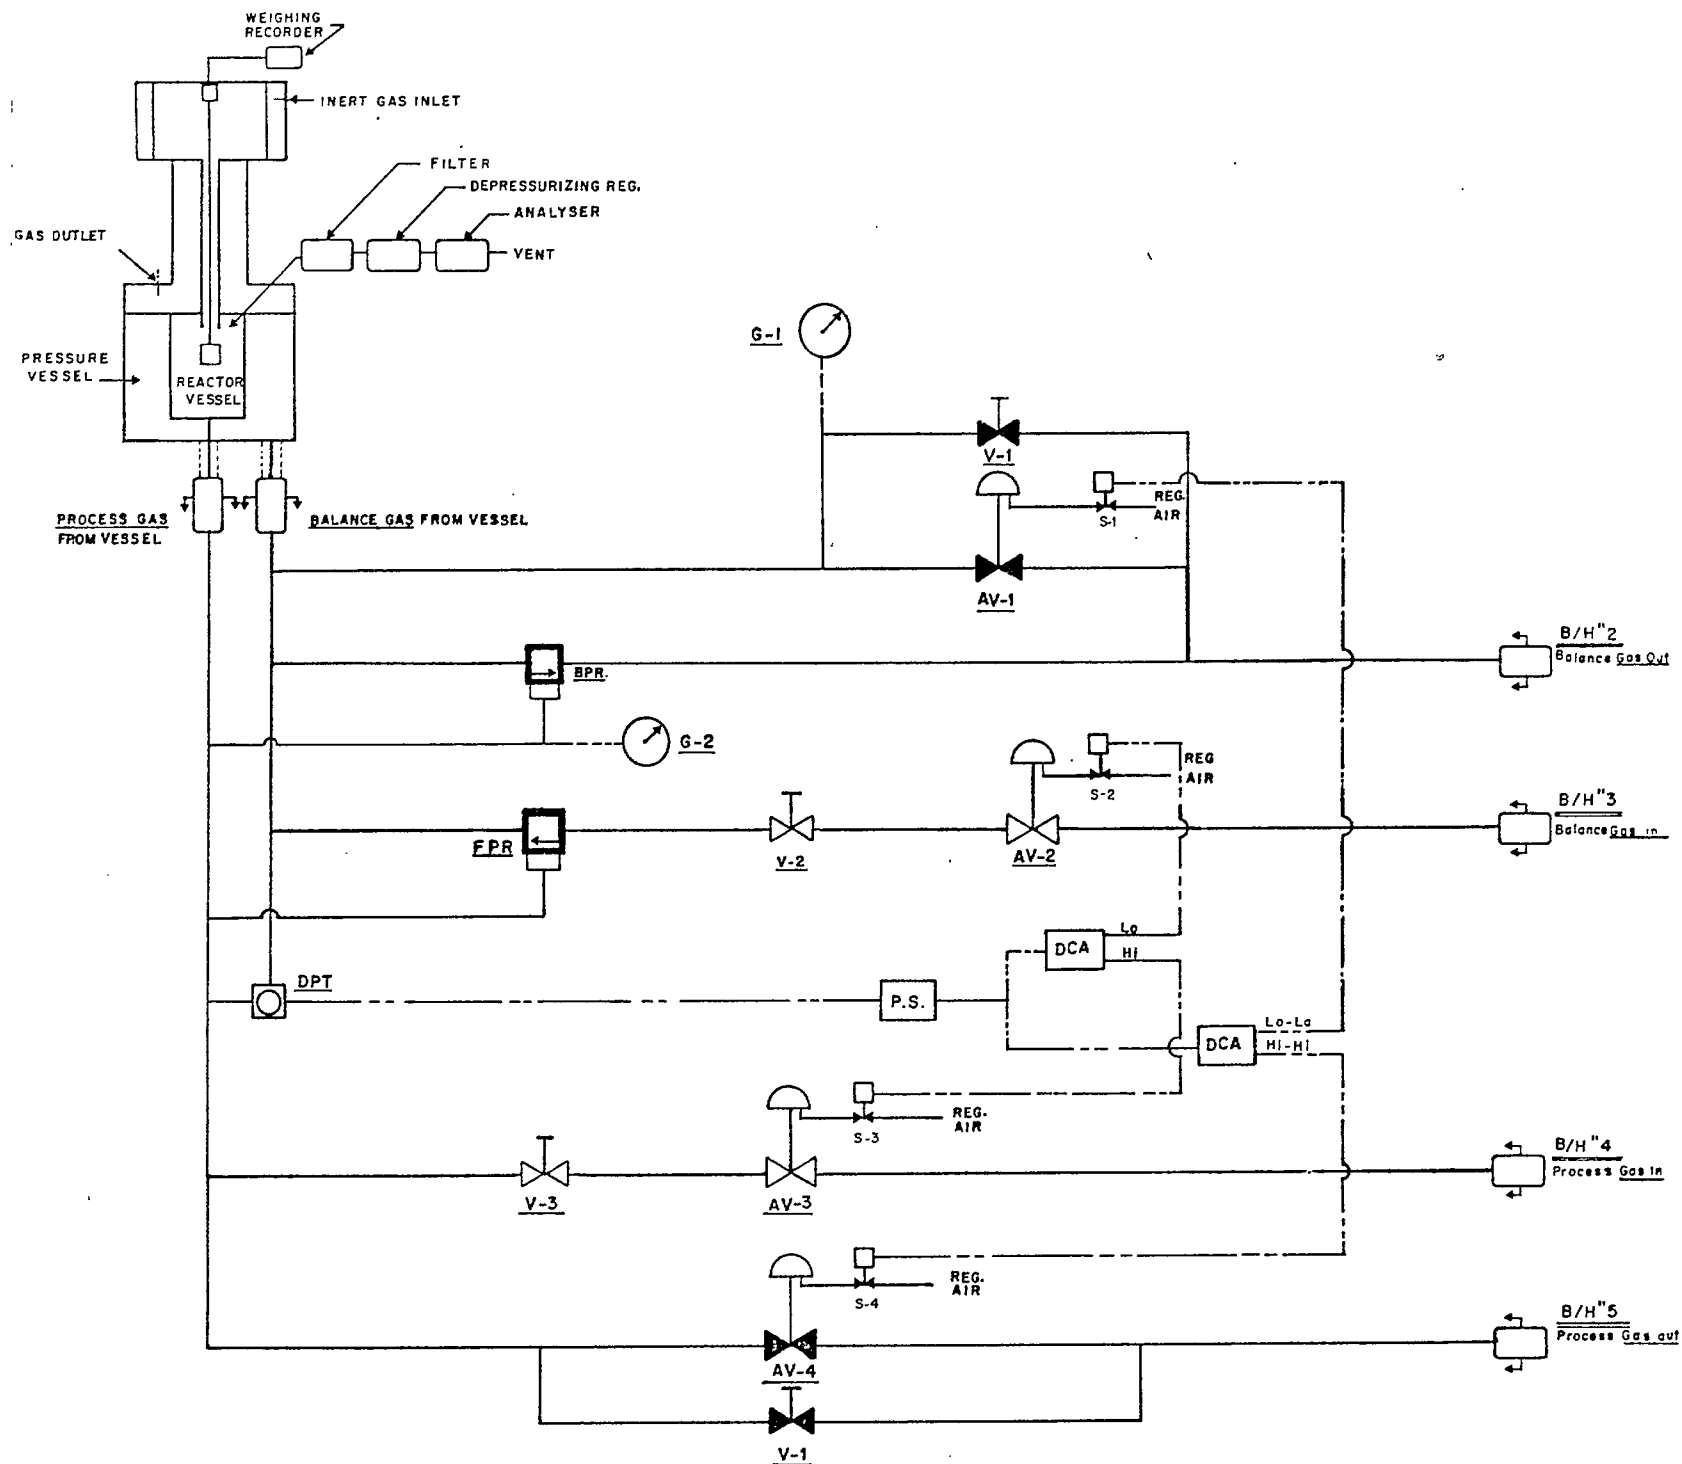 WEIGHING
RECORDER
INERT GAS INLET
FILTER
DEPRESSURIZING REG.
ANALYSER
GAS OUTLET
VENT
G-1
PRESSURE
VESSEL
REACTOR
VESSEL
V-1
REG.
AIR
S-1
PROCESS GAS
FROM VESSEL
BALANCE GAS FROM VESSEL
AV-1
B/H"2
Balance Gas Out
BPR.
G-2
REG
AIR
S-2
B/H"3
Balance Gas in
FPR
V-2
AV-2
Lo
DCA
Hi
DPT
P.S.
Lo-Lo
DCA
Hi-Hi
REG.
AIR
S-3
B/H"4
Process Gas in
V-3
AV-3
REG.
AIR
S-4
B/H"5
Process Gas out
AV-4
V-1